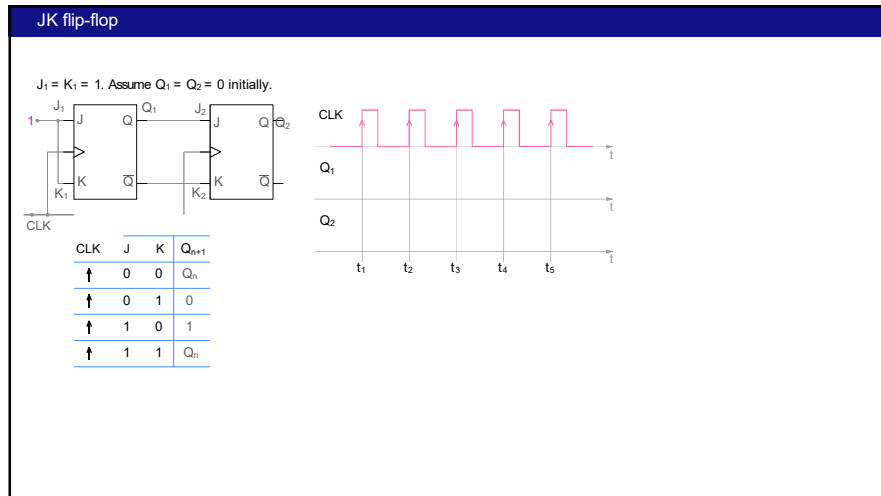 JK flip-flop
J₁ = K₁ = 1. Assume Q₁ = Q₂ = 0 initially.
J₁ Q₁ J₂
1 J Q J Q Q₂
K Q̅ K Q̅
K₁ K₂
CLK
CLK J K Qₙ₊₁
↑ 0 0 Qₙ
↑ 0 1 0
↑ 1 0 1
↑ 1 1 Qₙ
CLK
t
Q₁
t
Q₂
t
t₁ t₂ t₃ t₄ t₅